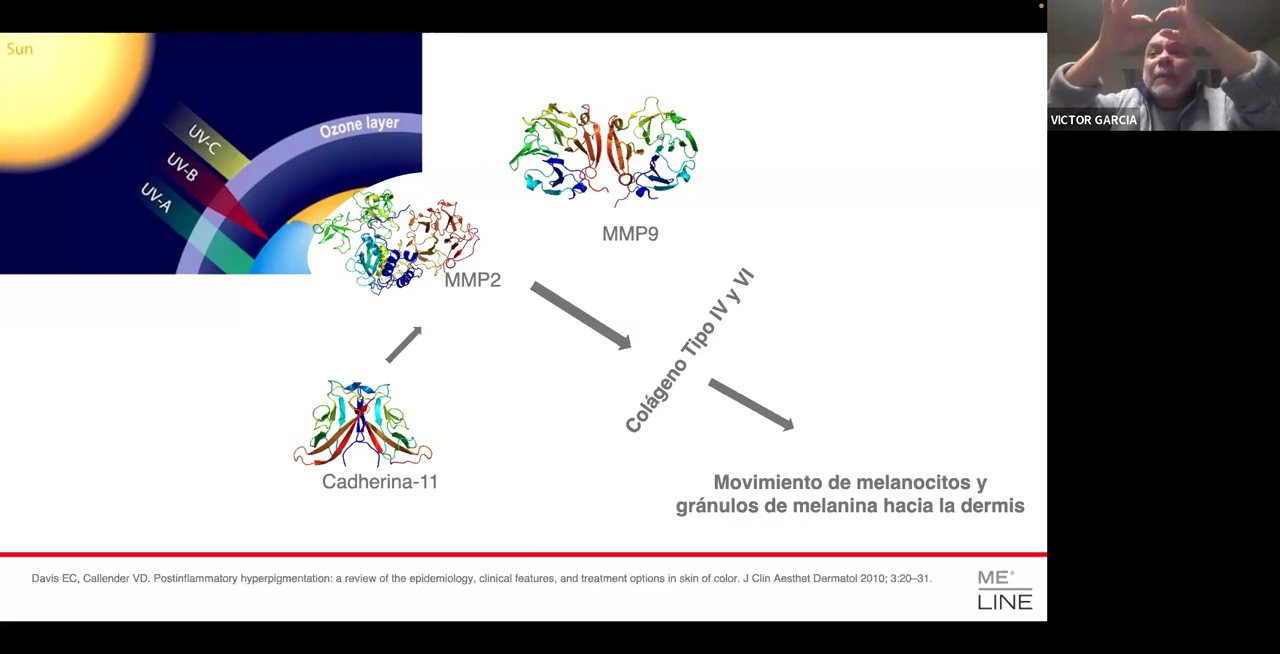 Sun
UV-C
UV-B
UV-A
Ozone layer
VICTOR GARCIA
MMP9
MMP2
Colágeno Tipo IV y VI
Cadherina-11
Movimiento de melanocitos y
gránulos de melanina hacia la dermis
Davis EC, Callender VD. Postinflammatory hyperpigmentation: a review of the epidemiology, clinical features, and treatment options in skin of color. J Clin Aesthet Dermatol 2010; 3:20–31.
ME
LINE